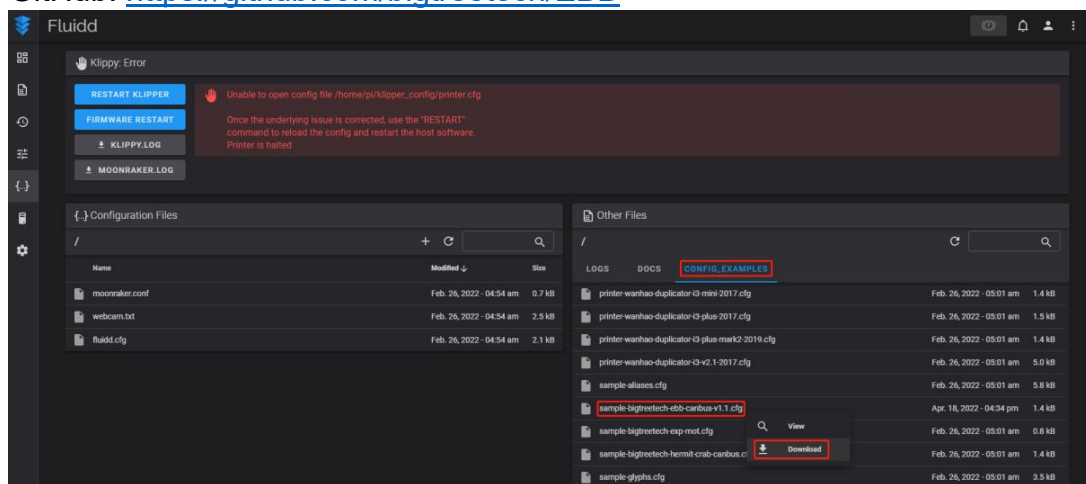 GitHub: https://github.com/bigtreetech/EBB
Fluidd
Klippy: Error
RESTART KLIPPER
FIRMWARE RESTART
KLIPPY.LOG
MOONRAKER.LOG
Unable to open config file /home/pi/klipper_config/printer.cfg
Once the underlying issue is corrected, use the "RESTART"
command to reload the config and restart the host software.
Printer is halted
{..} Configuration Files
/
Name Modified Size
moonraker.conf Feb. 26, 2022 - 04:54 am 0.7 kB
webcam.txt Feb. 26, 2022 - 04:54 am 2.5 kB
fluidd.cfg Feb. 26, 2022 - 04:54 am 2.1 kB
Other Files
/
LOGS DOCS CONFIG_EXAMPLES
printer-wanhao-duplicator-i3-mini-2017.cfg Feb. 26, 2022 - 05:01 am 1.4 kB
printer-wanhao-duplicator-i3-plus-2017.cfg Feb. 26, 2022 - 05:01 am 1.5 kB
printer-wanhao-duplicator-i3-plus-mark2-2019.cfg Feb. 26, 2022 - 05:01 am 1.4 kB
printer-wanhao-duplicator-i3-v2.1-2017.cfg Feb. 26, 2022 - 05:01 am 5.0 kB
sample-aliases.cfg Feb. 26, 2022 - 05:01 am 5.8 kB
sample-bigtreetech-ebb-canbus-v1.1.cfg Apr. 18, 2022 - 04:34 pm 1.4 kB
View
sample-bigtreetech-exp-mot.cfg Feb. 26, 2022 - 05:01 am 0.8 kB
Download
sample-bigtreetech-hermit-crab-canbus.c Feb. 26, 2022 - 05:01 am 1.4 kB
sample-glyphs.cfg Feb. 26, 2022 - 05:01 am 3.5 kB